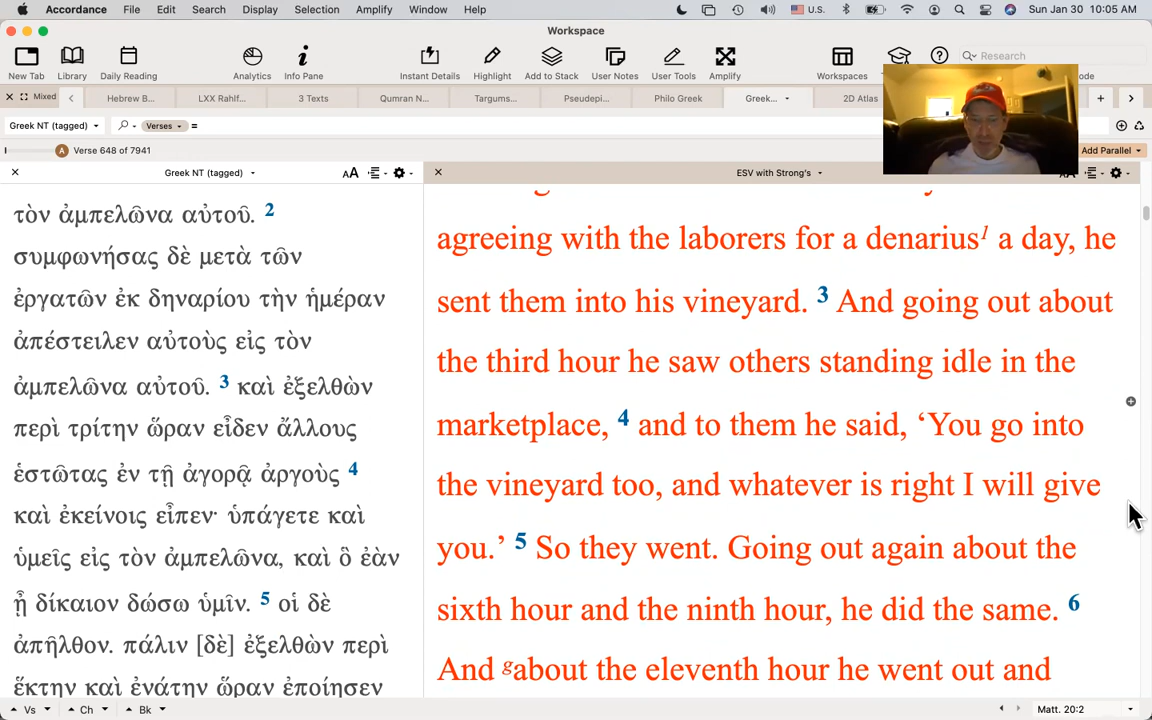 Accordance File Edit Search Display Selection Amplify Window Help U.S. Sun Jan 30 10:05 AM
Workspace
New Tab Library Daily Reading Analytics Info Pane Instant Details Highlight Add to Stack User Notes User Tools Amplify Workspaces Research
Mixed Hebrew B... LXX Rahlf... 3 Texts Qumran N... Targums... Pseudepi... Philo Greek Greek... 2D Atlas
Greek NT (tagged) Verses =
A Verse 648 of 7941 Add Parallel
Greek NT (tagged) AA ESV with Strong's
τὸν ἀμπελῶνα αὐτοῦ. 2
συμφωνήσας δὲ μετὰ τῶν
ἐργατῶν ἐκ δηναρίου τὴν ἡμέραν
ἀπέστειλεν αὐτοὺς εἰς τὸν
ἀμπελῶνα αὐτοῦ. 3 καὶ ἐξελθὼν
περὶ τρίτην ὥραν εἶδεν ἄλλους
ἑστῶτας ἐν τῇ ἀγορᾷ ἀργοὺς 4
καὶ ἐκείνοις εἶπεν· ὑπάγετε καὶ
ὑμεῖς εἰς τὸν ἀμπελῶνα, καὶ ὃ ἐὰν
ᾖ δίκαιον δώσω ὑμῖν. 5 οἱ δὲ
ἀπῆλθον. πάλιν [δὲ] ἐξελθὼν περὶ
ἕκτην καὶ ἐνάτην ὥραν ἐποίησεν
agreeing with the laborers for a denarius1 a day, he
sent them into his vineyard. 3 And going out about
the third hour he saw others standing idle in the
marketplace, 4 and to them he said, ‘You go into
the vineyard too, and whatever is right I will give
you.’ 5 So they went. Going out again about the
sixth hour and the ninth hour, he did the same. 6
And gabout the eleventh hour he went out and
Vs Ch Bk Matt. 20:2